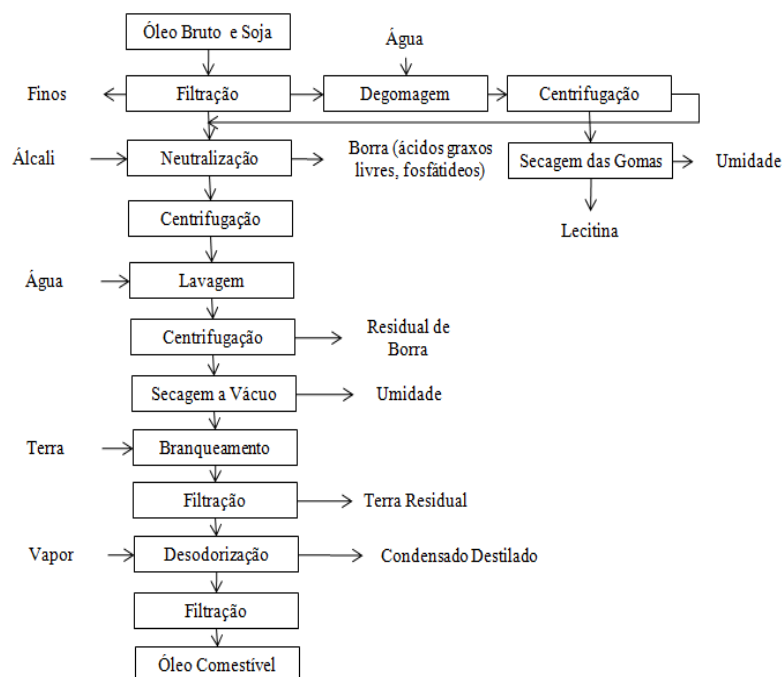 Óleo Bruto e Soja
Água
Finos
Filtração
Degomagem
Centrifugação
Álcali
Neutralização
Borra (ácidos graxos
livres, fosfátideos)
Secagem das Gomas
Umidade
Centrifugação
Lecitina
Água
Lavagem
Centrifugação
Residual de
Borra
Secagem a Vácuo
Umidade
Terra
Branqueamento
Filtração
Terra Residual
Vapor
Desodorização
Condensado Destilado
Filtração
Óleo Comestível